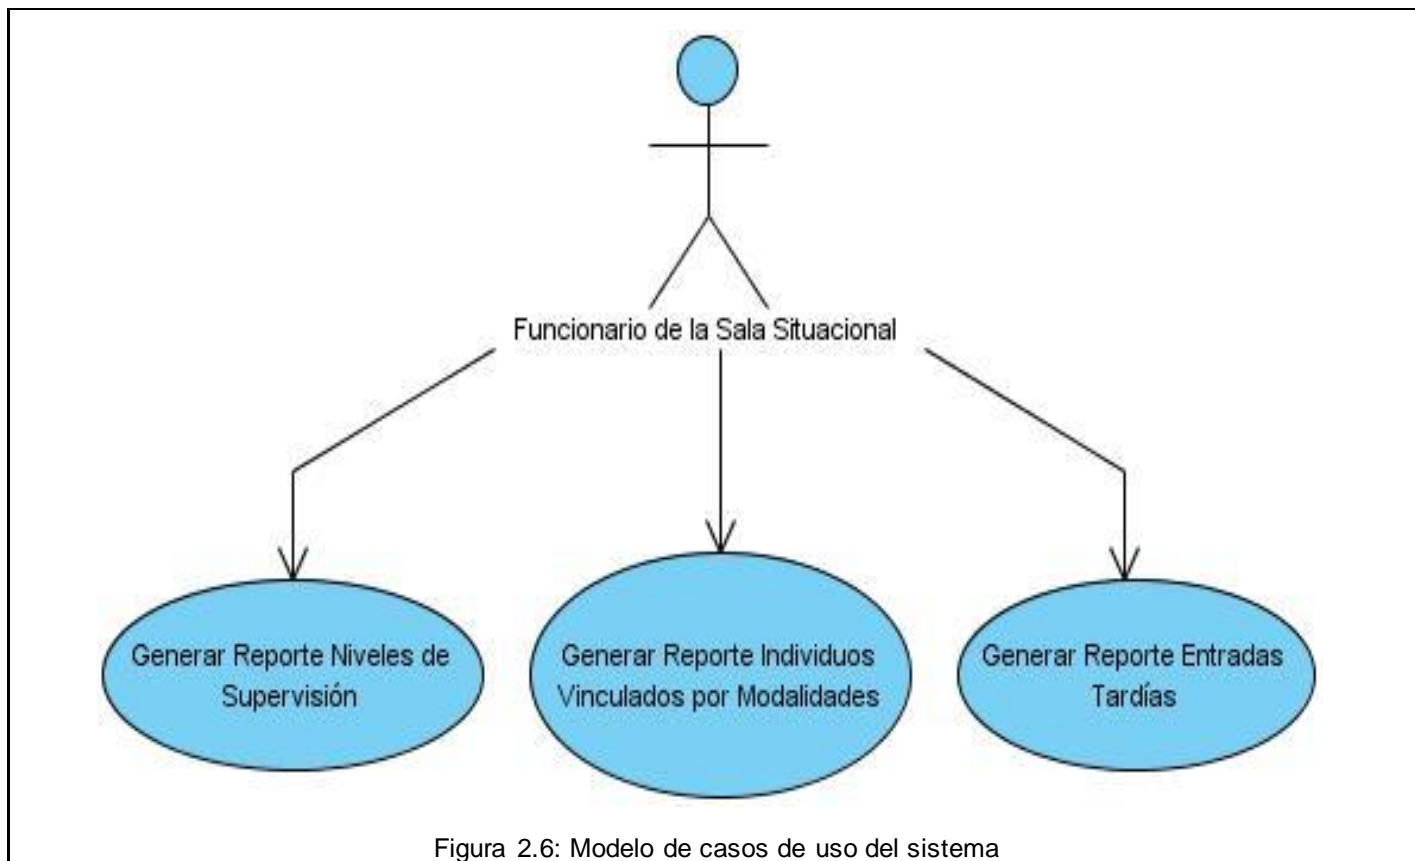 Funcionario de la Sala Situacional
Generar Reporte Niveles de
Supervisión
Generar Reporte Individuos
Vinculados por Modalidades
Generar Reporte Entradas
Tardías
Figura 2.6: Modelo de casos de uso del sistema